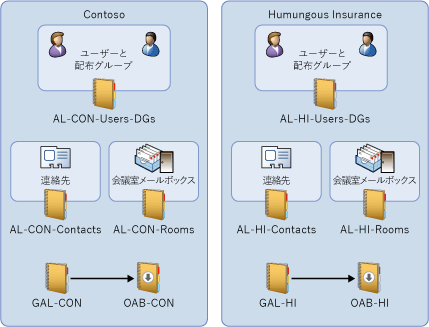 Contoso
ユーザーと
配布グループ
AL-CON-Users-DGs
連絡先
会議室メールボックス
AL-CON-Contacts
AL-CON-Rooms
GAL-CON
OAB-CON
Humungous Insurance
ユーザーと
配布グループ
AL-HI-Users-DGs
連絡先
会議室メールボックス
AL-HI-Contacts
AL-HI-Rooms
GAL-HI
OAB-HI